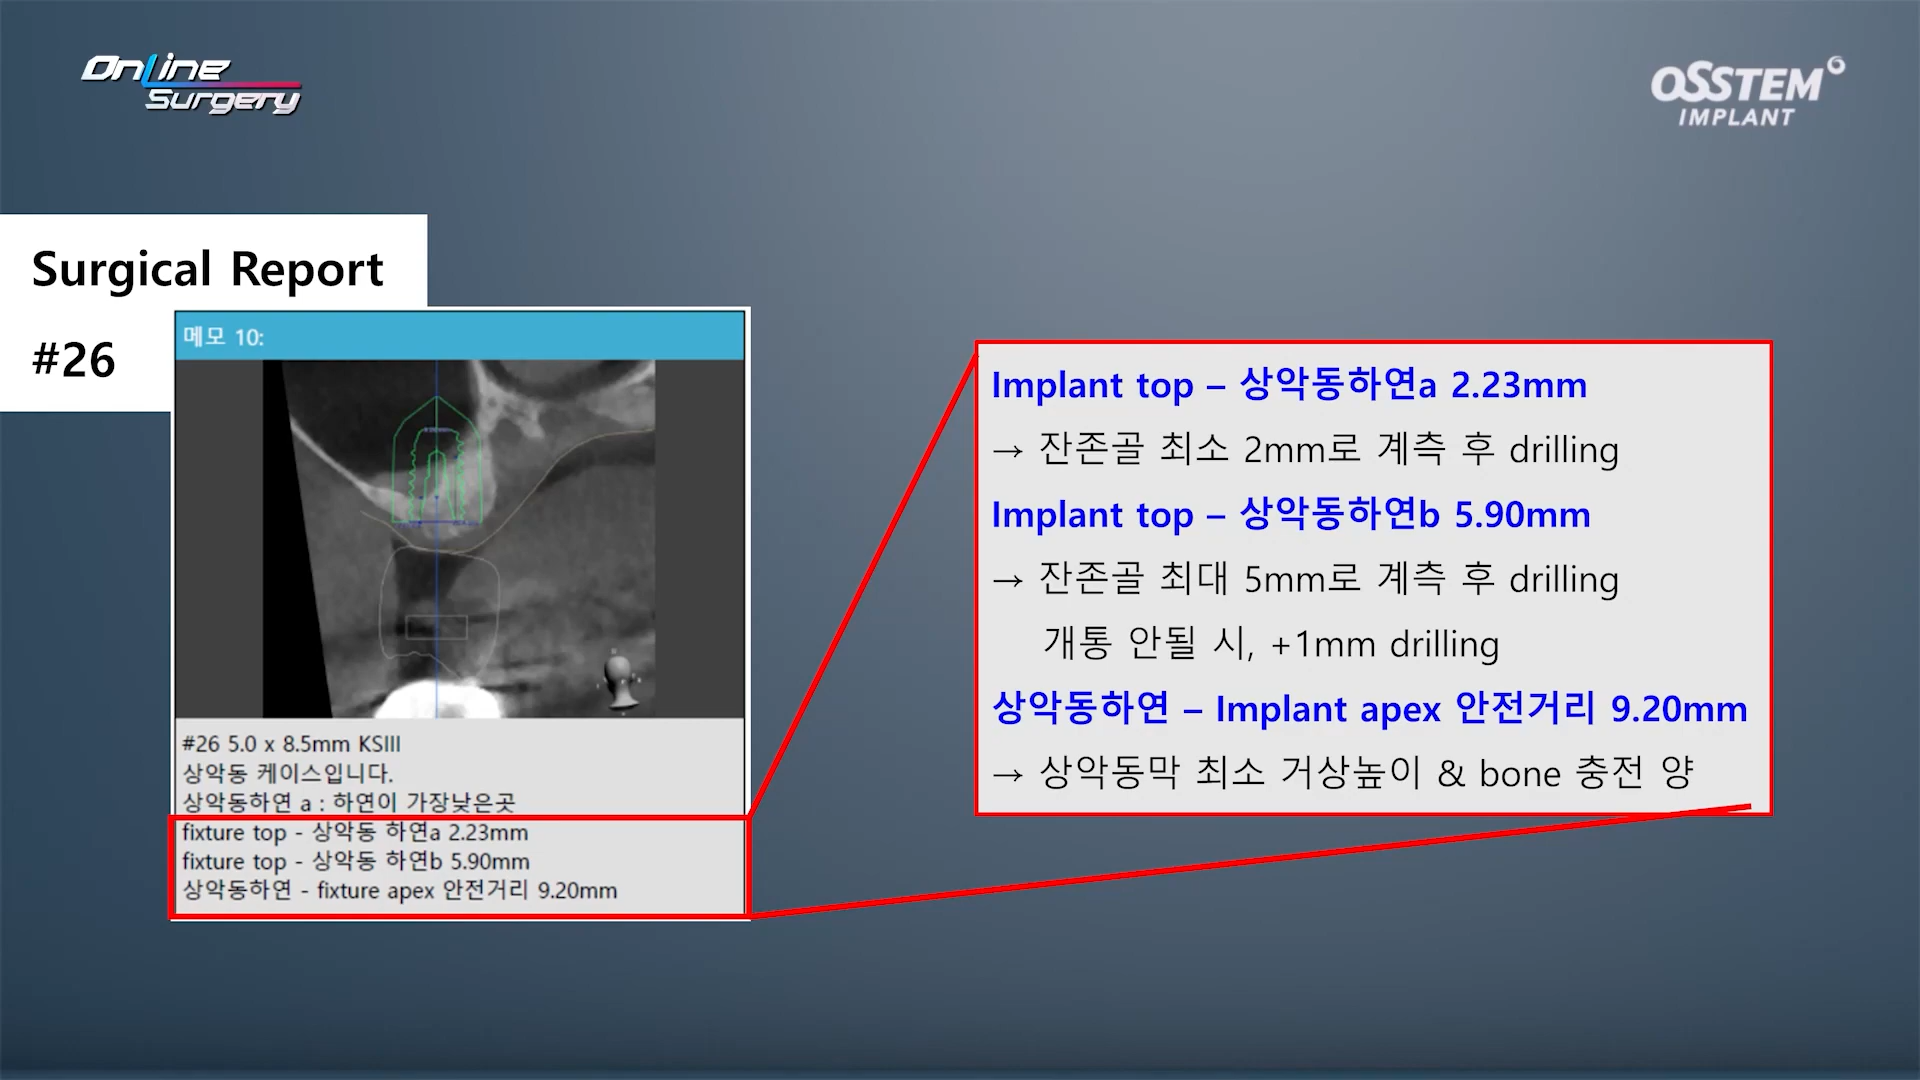 OnLine
Surgery
OSSTEM
IMPLANT
Surgical Report
#26
메모 10:
#26 5.0 x 8.5mm KSIII
상악동 케이스입니다.
상악동하연 a : 하연이 가장낮은곳
fixture top - 상악동 하연a 2.23mm
fixture top - 상악동 하연b 5.90mm
상악동하연 - fixture apex 안전거리 9.20mm
Implant top – 상악동하연a 2.23mm
→ 잔존골 최소 2mm로 계측 후 drilling
Implant top – 상악동하연b 5.90mm
→ 잔존골 최대 5mm로 계측 후 drilling
개통 안될 시, +1mm drilling
상악동하연 – Implant apex 안전거리 9.20mm
→ 상악동막 최소 거상높이 & bone 충전 양